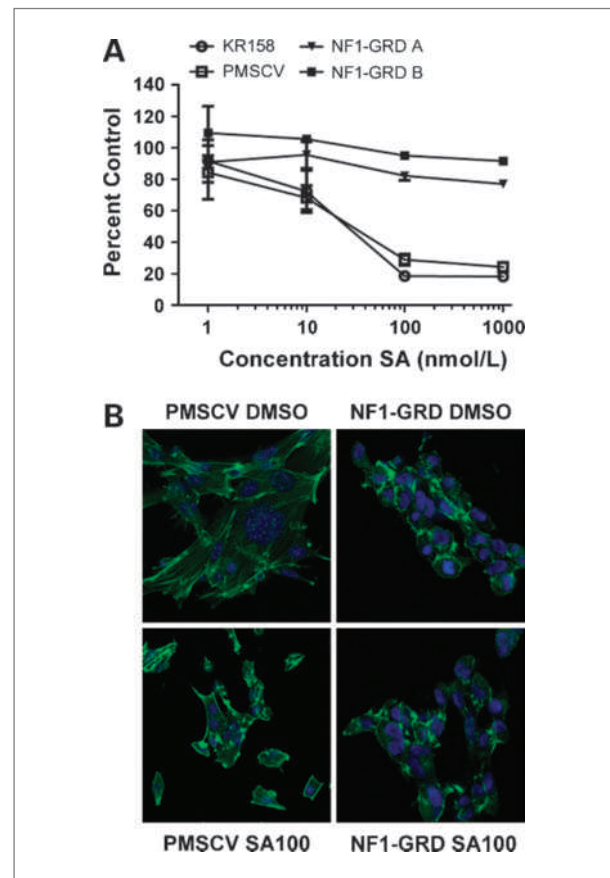 A
KR158 NF1-GRD A
PMSCV NF1-GRD B
140
120
100
80
60
40
20
0
Percent Control
1 10 100 1000
Concentration SA (nmol/L)
B
PMSCV DMSO NF1-GRD DMSO
PMSCV SA100 NF1-GRD SA100